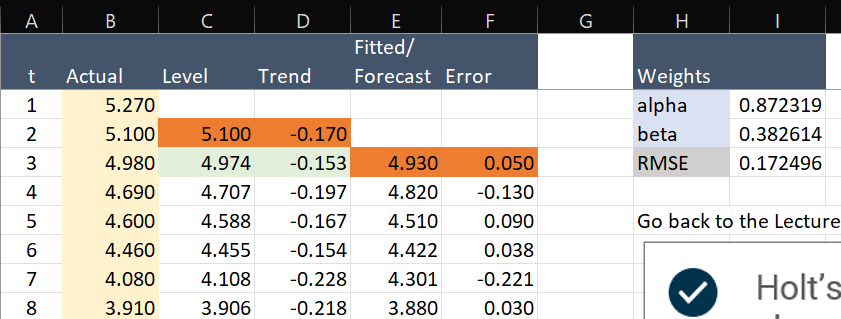 A B C D E F G H I
Fitted/
t Actual Level Trend Forecast Error Weights
1 5.270 alpha 0.872319
2 5.100 5.100 -0.170 beta 0.382614
3 4.980 4.974 -0.153 4.930 0.050 RMSE 0.172496
4 4.690 4.707 -0.197 4.820 -0.130
5 4.600 4.588 -0.167 4.510 0.090 Go back to the Lecture
6 4.460 4.455 -0.154 4.422 0.038
7 4.080 4.108 -0.228 4.301 -0.221
Holt's
8 3.910 3.906 -0.218 3.880 0.030